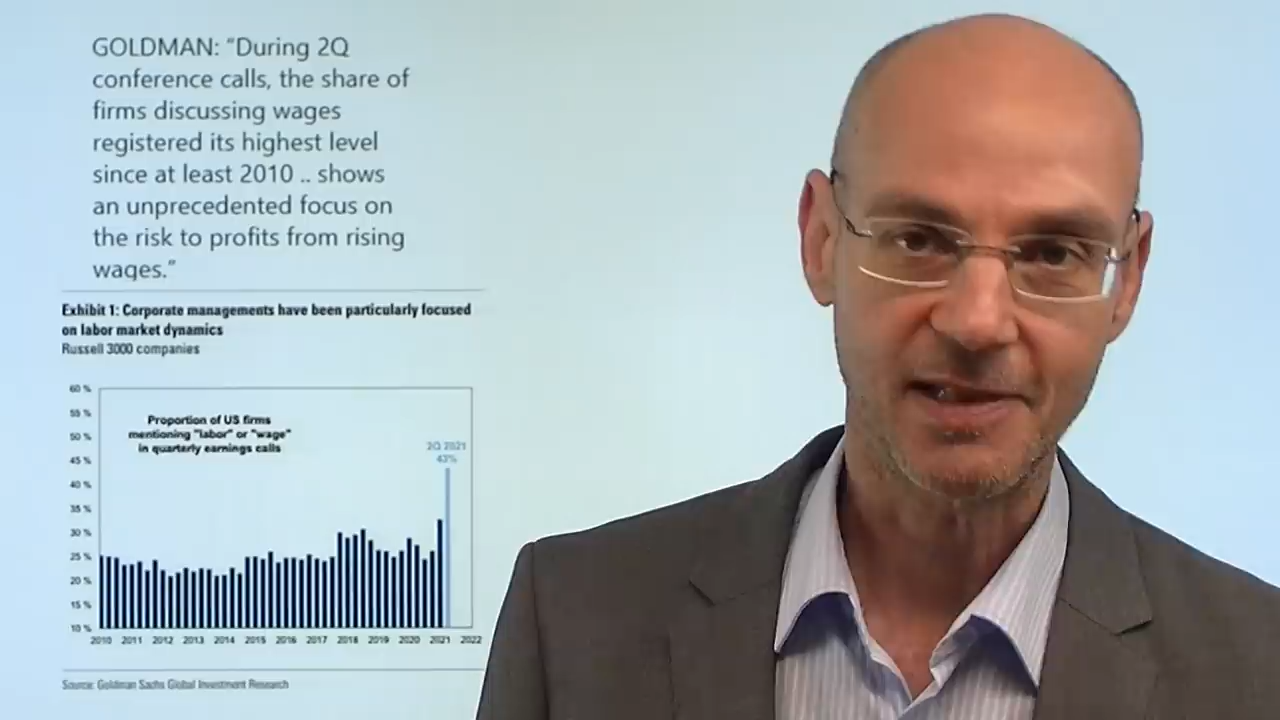 GOLDMAN: “During 2Q
conference calls, the share of
firms discussing wages
registered its highest level
since at least 2010 .. shows
an unprecedented focus on
the risk to profits from rising
wages.”
Exhibit 1: Corporate managements have been particularly focused
on labor market dynamics
Russell 3000 companies
60 %
55 %
50 %
45 %
40 %
35 %
30 %
25 %
20 %
15 %
10 %
Proportion of US firms
mentioning "labor" or "wage"
in quarterly earnings calls
2Q 2021
43%
2010 2011 2012 2013 2014 2015 2016 2017 2018 2019 2020 2021 2022
Source: Goldman Sachs Global Investment Research